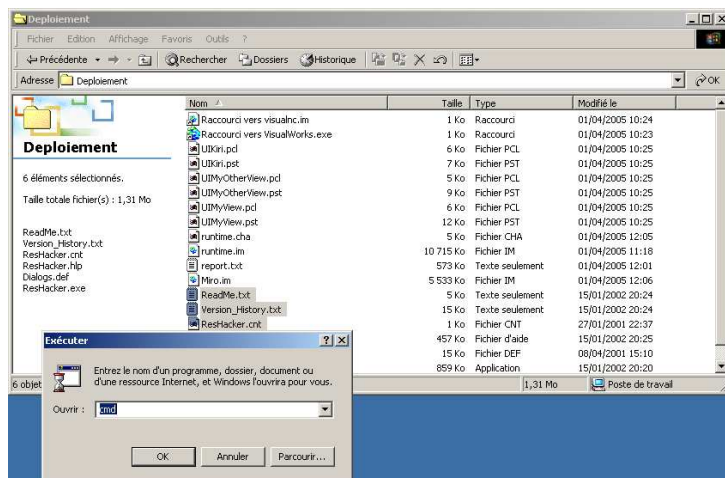 Deploiement
Fichier Edition Affichage Favoris Outils ?
Précédente Rechercher Dossiers Historique
Adresse Deploiement OK
Nom Taille Type Modifié le
Raccourci vers visualnc.im 1 Ko Raccourci 01/04/2005 10:24
Raccourci vers VisualWorks.exe 1 Ko Raccourci 01/04/2005 10:23
UIKiri.pcl 6 Ko Fichier PCL 01/04/2005 10:25
UIKiri.pst 7 Ko Fichier PST 01/04/2005 10:25
UIMyOtherView.pcl 5 Ko Fichier PCL 01/04/2005 10:25
UIMyOtherView.pst 9 Ko Fichier PST 01/04/2005 10:25
UIMyView.pcl 6 Ko Fichier PCL 01/04/2005 10:25
UIMyView.pst 12 Ko Fichier PST 01/04/2005 10:25
runtime.cha 5 Ko Fichier CHA 01/04/2005 12:05
runtime.im 10 715 Ko Fichier IM 01/04/2005 11:18
report.txt 573 Ko Texte seulement 01/04/2005 12:01
Miro.im 5 533 Ko Fichier IM 01/04/2005 12:06
ReadMe.txt 5 Ko Texte seulement 15/01/2002 20:24
Version_History.txt 15 Ko Texte seulement 15/01/2002 20:24
ResHacker.cnt 1 Ko Fichier CNT 27/01/2001 22:37
457 Ko Fichier d'aide 15/01/2002 20:25
15 Ko Fichier DEF 08/04/2001 15:10
859 Ko Application 15/01/2002 20:20
Deploiement
6 éléments sélectionnés.
Taille totale fichier(s) : 1,31 Mo
ReadMe.txt
Version_History.txt
ResHacker.cnt
ResHacker.hlp
Dialogs.def
ResHacker.exe
6 objet 1,31 Mo Poste de travail
Exécuter
Entrez le nom d'un programme, dossier, document ou
d'une ressource Internet, et Windows l'ouvrira pour vous.
Ouvrir : cmd
OK Annuler Parcourir...